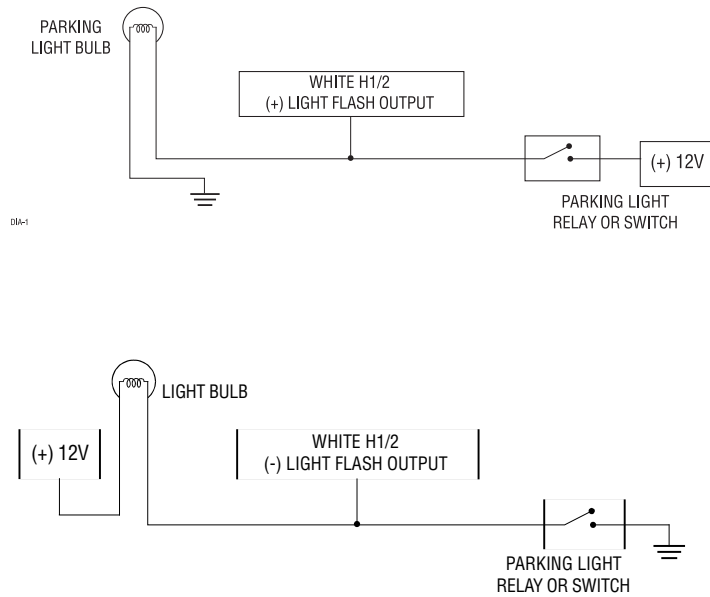 PARKING
LIGHT BULB
WHITE H1/2
(+) LIGHT FLASH OUTPUT
(+) 12V
PARKING LIGHT
RELAY OR SWITCH
DIA-1
LIGHT BULB
(+) 12V
WHITE H1/2
(-) LIGHT FLASH OUTPUT
PARKING LIGHT
RELAY OR SWITCH